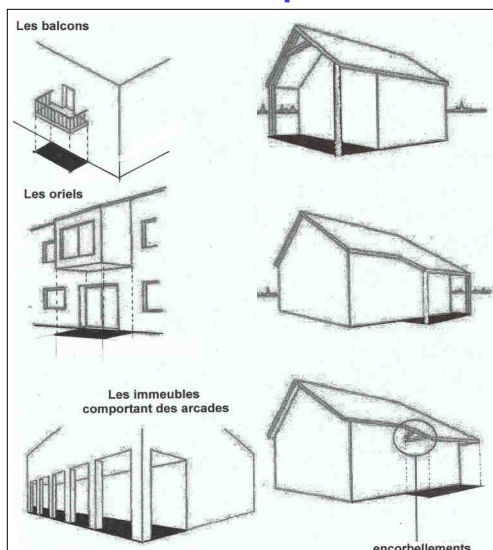 Les balcons
Les oriels
Les immeubles
comportant des arcades
encorbellements